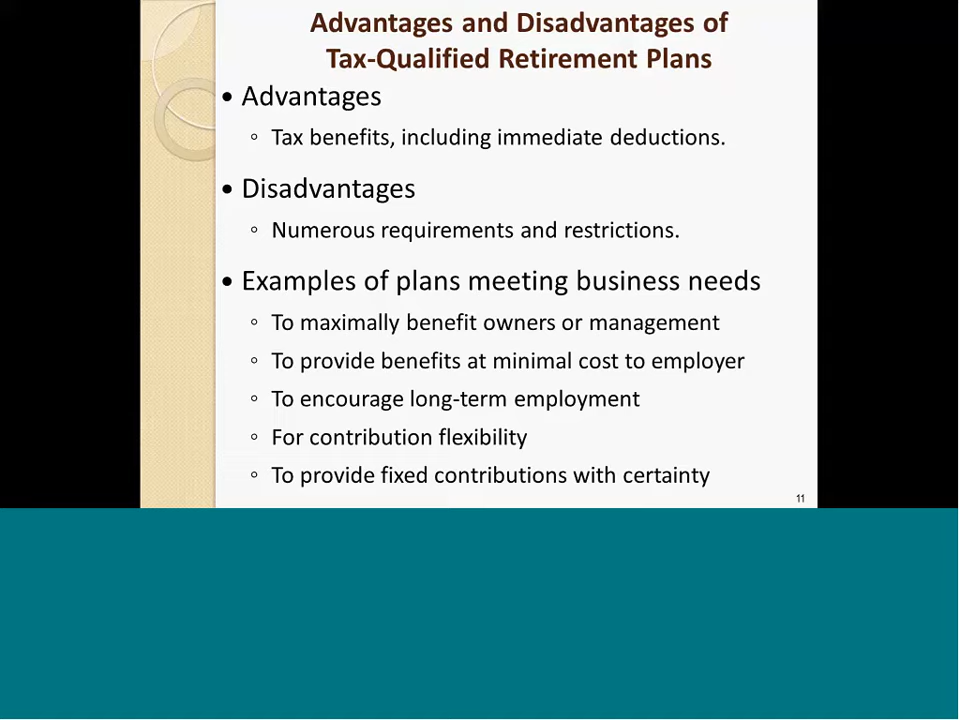 Advantages and Disadvantages of
Tax-Qualified Retirement Plans
• Advantages
◦ Tax benefits, including immediate deductions.
• Disadvantages
◦ Numerous requirements and restrictions.
• Examples of plans meeting business needs
◦ To maximally benefit owners or management
◦ To provide benefits at minimal cost to employer
◦ To encourage long-term employment
◦ For contribution flexibility
◦ To provide fixed contributions with certainty
11